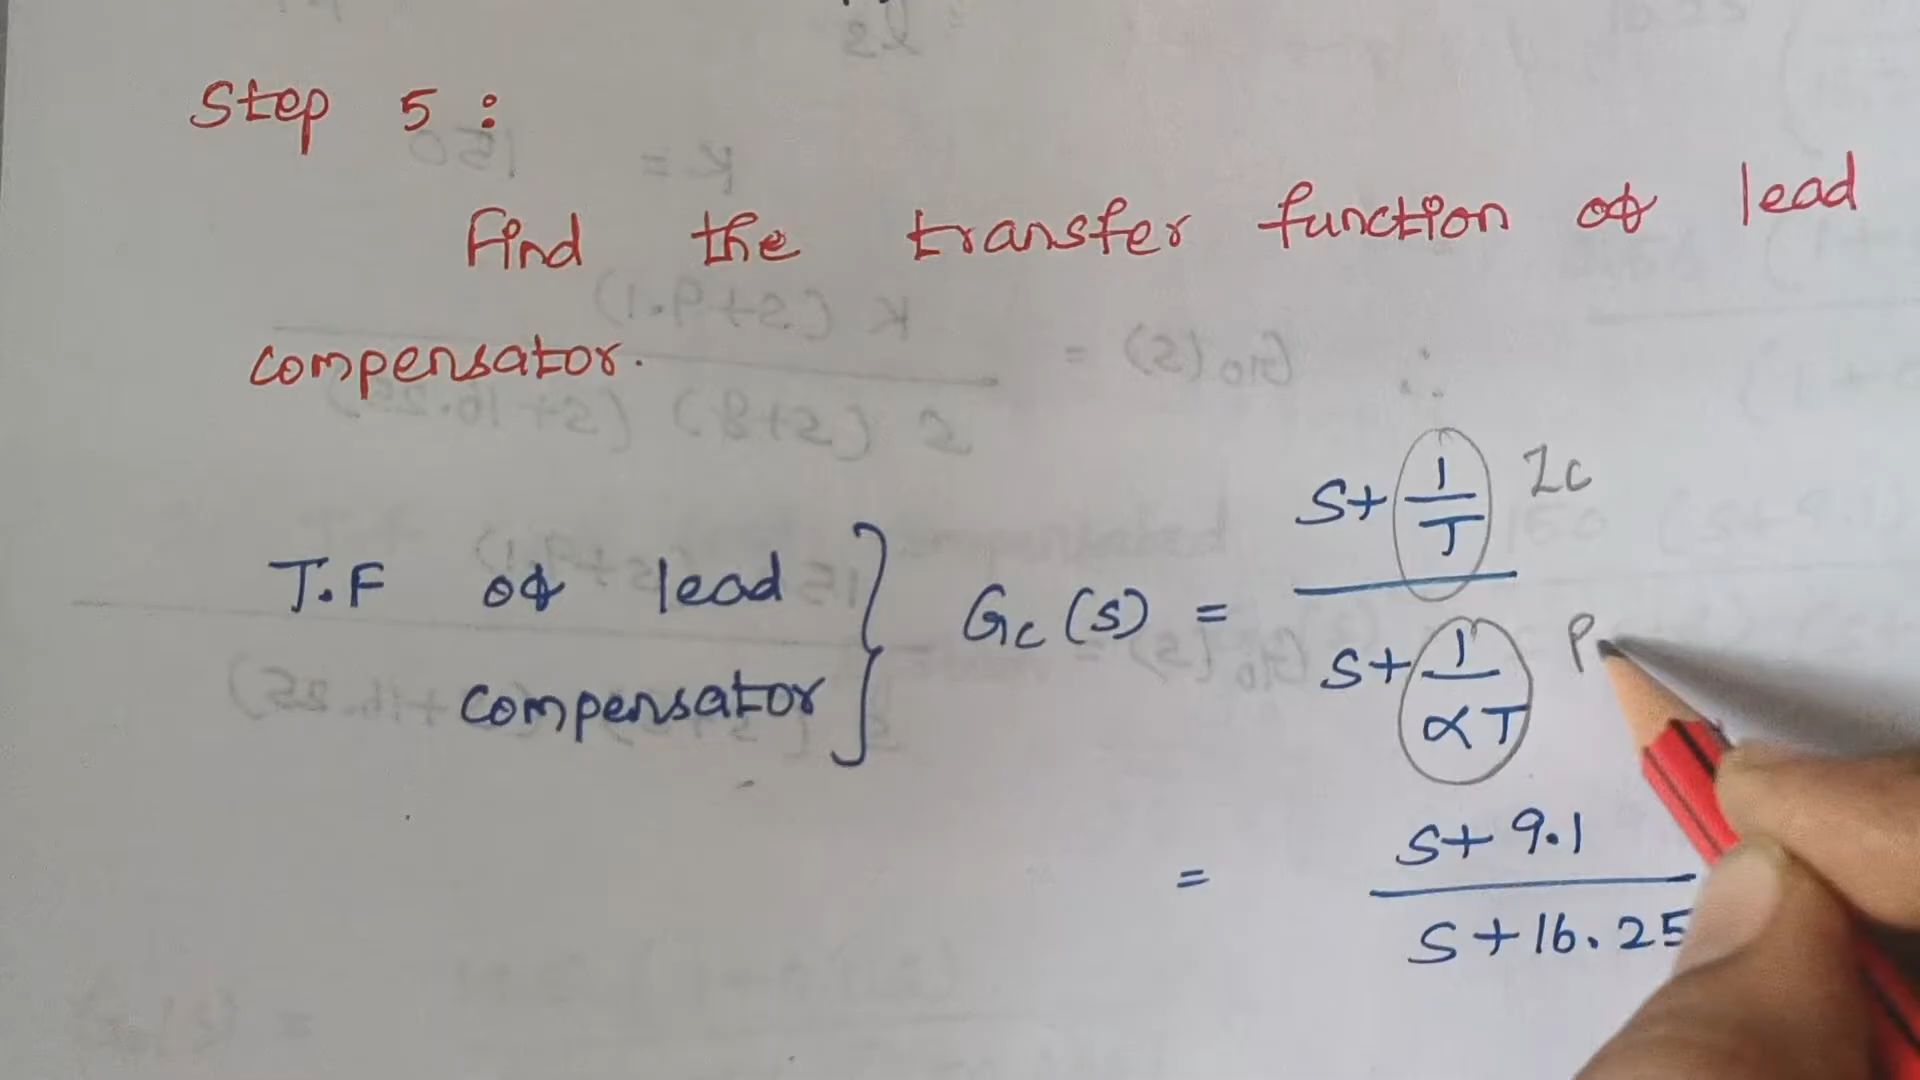 Step 5 :
Find the transfer function of lead
compensator.
T.F of lead
compensator } Gc (s) =
S + 1/T Zc
S + 1/αT P
= S + 9.1
S + 16.25